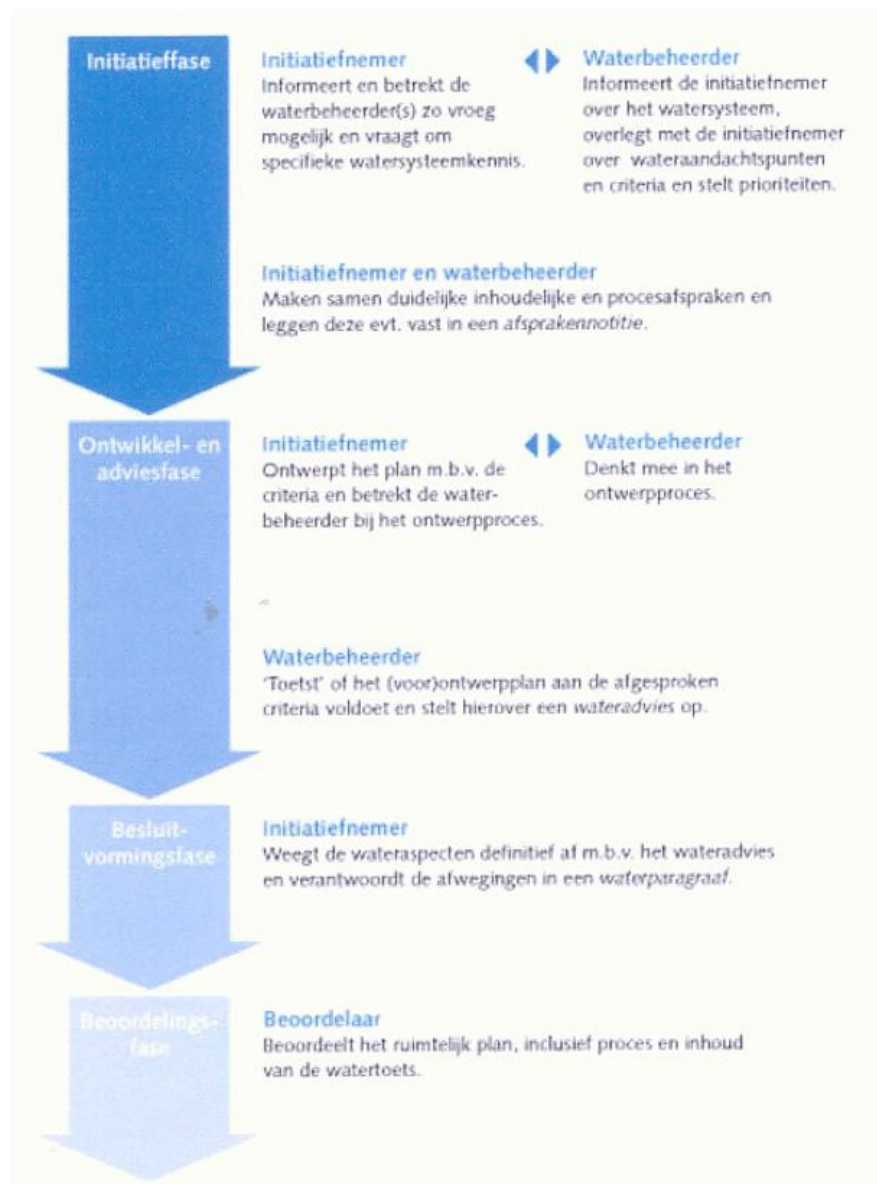 Initiatieffase
Initiatiefnemer
Informeert en betrekt de
waterbeheerder(s) zo vroeg
mogelijk en vraagt om
specifieke watersysteemkennis.
Waterbeheerder
Informeert de initiatiefnemer
over het watersysteem,
overlegt met de initiatiefnemer
over wateraandachtspunten
en criteria en stelt prioriteiten.
Initiatiefnemer en waterbeheerder
Maken samen duidelijke inhoudelijke en procesafspraken en
leggen deze evt. vast in een afsprakennotitie.
Ontwikkel- en
adviesfase
Initiatiefnemer
Ontwerpt het plan m.b.v. de
criteria en betrekt de water-
beheerder bij het ontwerpproces.
Waterbeheerder
Denkt mee in het
ontwerpproces.
Waterbeheerder
'Toetst' of het (voor)ontwerpplan aan de afgesproken
criteria voldoet en stelt hierover een wateradvies op.
Besluit-
vormingsfase
Initiatiefnemer
Weegt de wateraspecten definitief af m.b.v. het wateradvies
en verantwoordt de afwegingen in een waterparagraaf.
Beoordelings-
fase
Beoordelaar
Beoordeelt het ruimtelijk plan, inclusief proces en inhoud
van de watertoets.